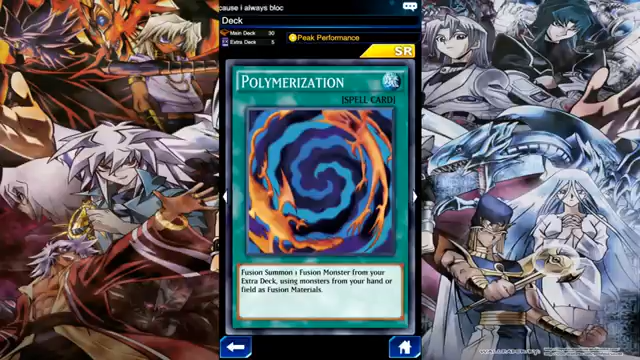 cause i always bloc
Deck
Main Deck 30
Extra Deck 5
Peak Performance
SR
POLYMERIZATION
[SPELL CARD]
Fusion Summon 1 Fusion Monster from your
Extra Deck, using monsters from your hand or
field as Fusion Materials.